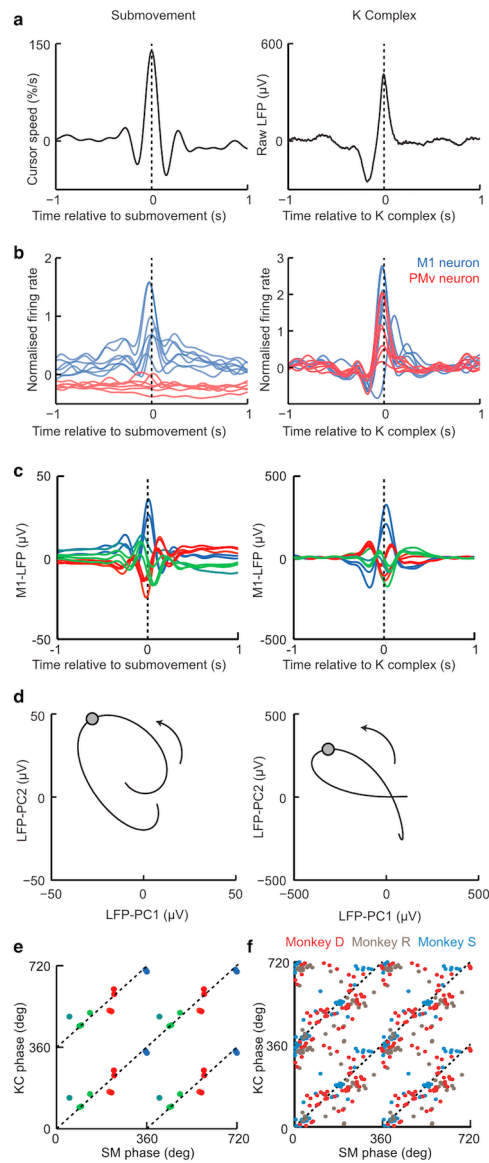 Submovement
K Complex
a
150
0
Cursor speed (%/s)
−1 0 1
Time relative to submovement (s)
600
0
Raw LFP (μV)
−1 0 1
Time relative to K complex (s)
b
2
1
0
Normalised firing rate
-1 0 1
Time relative to submovement (s)
3
2
1
0
Normalised firing rate
M1 neuron
PMv neuron
−1 0 1
Time relative to K complex (s)
c
50
0
−50
M1-LFP (μV)
−1 0 1
Time relative to submovement (s)
500
0
−500
M1-LFP (μV)
−1 0 1
Time relative to K complex (s)
d
50
0
−50
LFP-PC2 (μV)
−50 0 50
LFP-PC1 (μV)
500
0
−500
LFP-PC2 (μV)
−500 0 500
LFP-PC1 (μV)
e
720
360
0
KC phase (deg)
0 360 720
SM phase (deg)
f
Monkey D Monkey R Monkey S
720
360
0
KC phase (deg)
0 360 720
SM phase (deg)